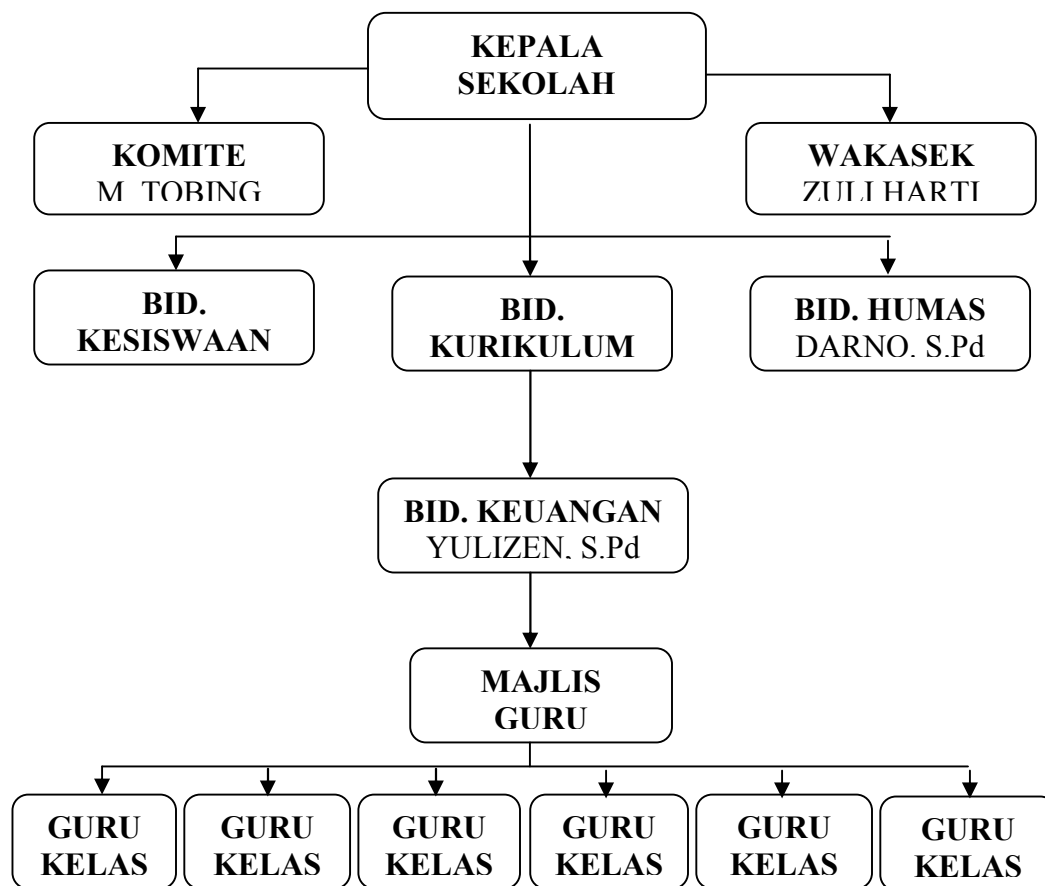 KEPALA
SEKOLAH
KOMITE
M. TOBING
WAKASEK
ZULI HARTI
BID.
KESISWAAN
BID.
KURIKULUM
BID. HUMAS
DARNO, S.Pd
BID. KEUANGAN
YULIZEN, S.Pd
MAJLIS
GURU
GURU
KELAS
GURU
KELAS
GURU
KELAS
GURU
KELAS
GURU
KELAS
GURU
KELAS